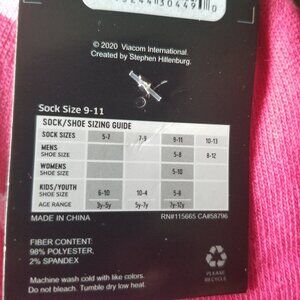 © 2020 Viacom International.
Created by Stephen Hillenburg.
Sock Size 9-11
SOCK/SHOE SIZING GUIDE
SOCK SIZES 5-7 7-9 9-11 10-13
MENS SHOE SIZE 5-8 8-12
WOMENS SHOE SIZE 5-10
KIDS/YOUTH SHOE SIZE 6-10 10-4 5-8
AGE RANGE 3y-5y 5y-7y 7y-12y
MADE IN CHINA RN#115665 CA#58796
FIBER CONTENT:
98% POLYESTER,
2% SPANDEX
PLEASE
RECYCLE
Machine wash cold with like colors.
Do not bleach. Tumble dry low heat.